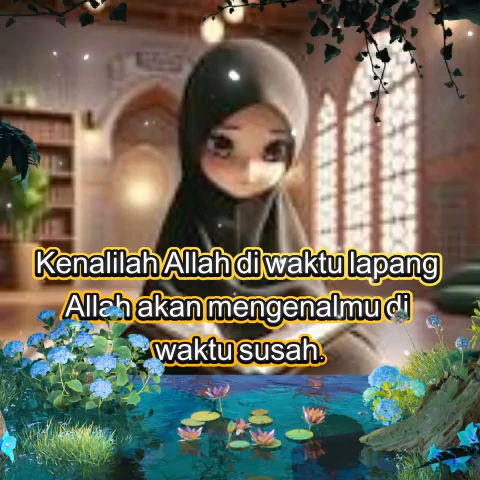 Kenalilah Allah di waktu lapang
Allah akan mengenalmu di
waktu susah.